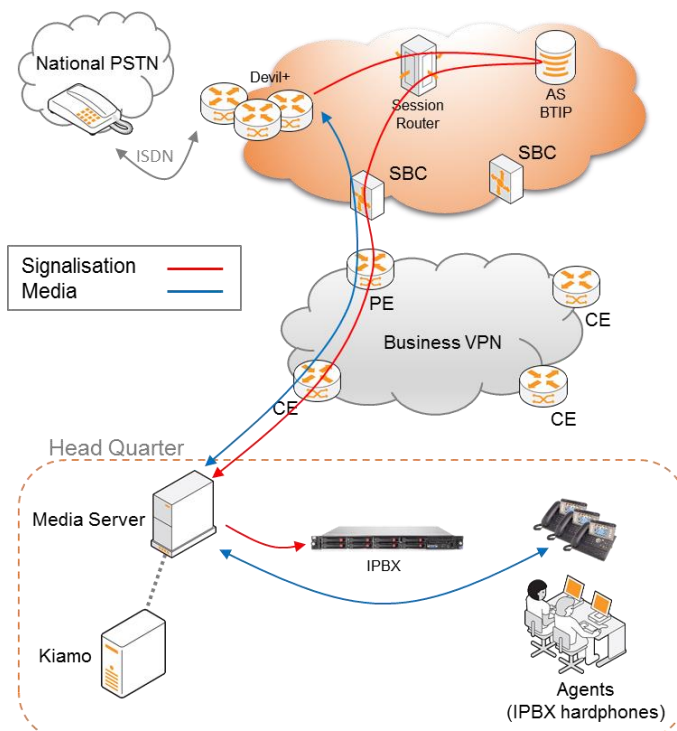 National PSTN
Devil+
ISDN
Session
Router
AS
BTIP
SBC
SBC
Signalisation
Media
PE
CE
Business VPN
CE
CE
Head Quarter
Media Server
IPBX
Kiamo
Agents
(IPBX hardphones)